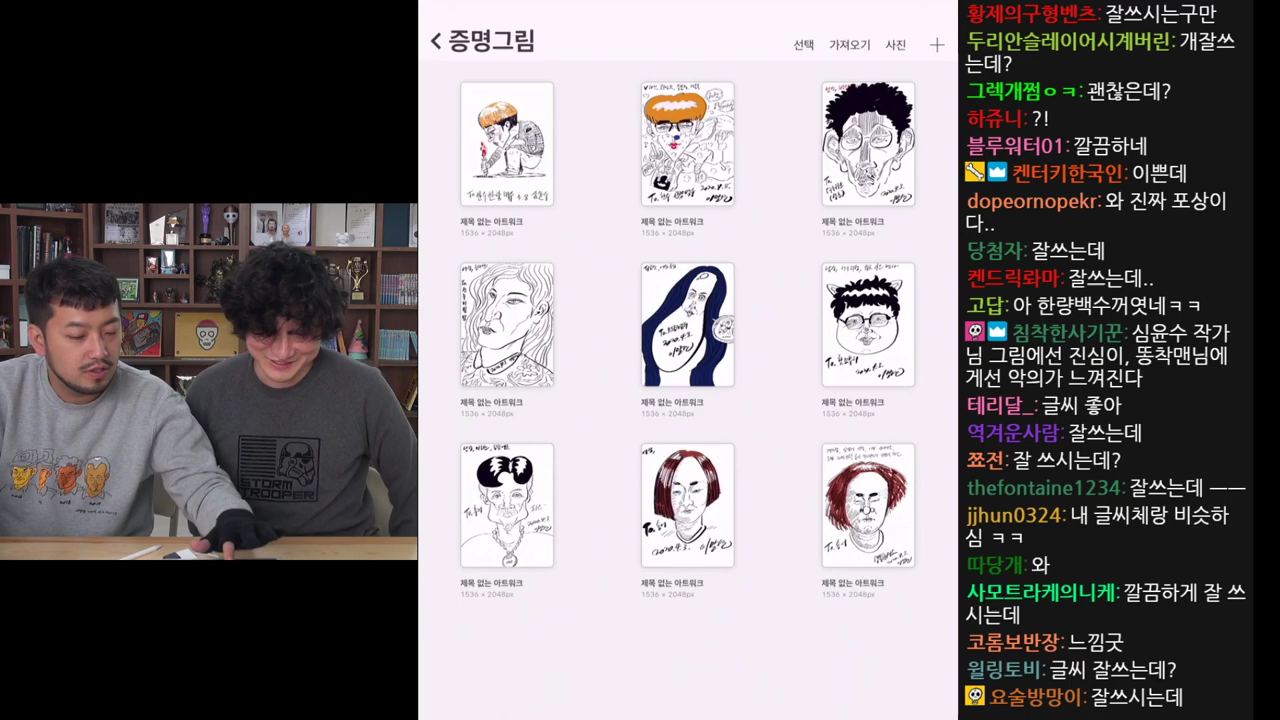 증명그림
선택 가져오기 사진
제목 없는 아트워크
1536 × 2048px
제목 없는 아트워크
1536 × 2048px
제목 없는 아트워크
1536 × 2048px
제목 없는 아트워크
1536 × 2048px
제목 없는 아트워크
1536 × 2048px
제목 없는 아트워크
1536 × 2048px
제목 없는 아트워크
1536 × 2048px
제목 없는 아트워크
1536 × 2048px
제목 없는 아트워크
1536 × 2048px
STORM
TROOPER
황제의구형벤츠: 잘쓰시는구만
두리안슬레이어시계버린: 개잘쓰
는데?
그렉개쩜ㅇㅋ: 괜찮은데?
하쥬니: ?!
블루워터01: 깔끔하네
켄터키한국인: 이쁜데
dopeornopekr: 와 진짜 포상이
다..
당첨자: 잘쓰는데
켄드릭롸마: 잘쓰는데..
고답: 아 한량백수꺼엿네ㅋㅋ
침착한사기꾼: 심윤수 작가
님 그림에선 진심이, 똥착맨님에
게선 악의가 느껴진다
테리달_: 글씨 좋아
역겨운사람: 잘쓰는데
쬬전: 잘 쓰시는데?
thefontaine1234: 잘쓰는데 ㅡㅡ
jjhun0324: 내 글씨체랑 비슷하
심 ㅋㅋ
따당개: 와
사모트라케의니케: 깔끔하게 잘 쓰
시는데
코롬보반장: 느낌굿
윌링토비: 글씨 잘쓰는데?
요술방망이: 잘쓰시는데